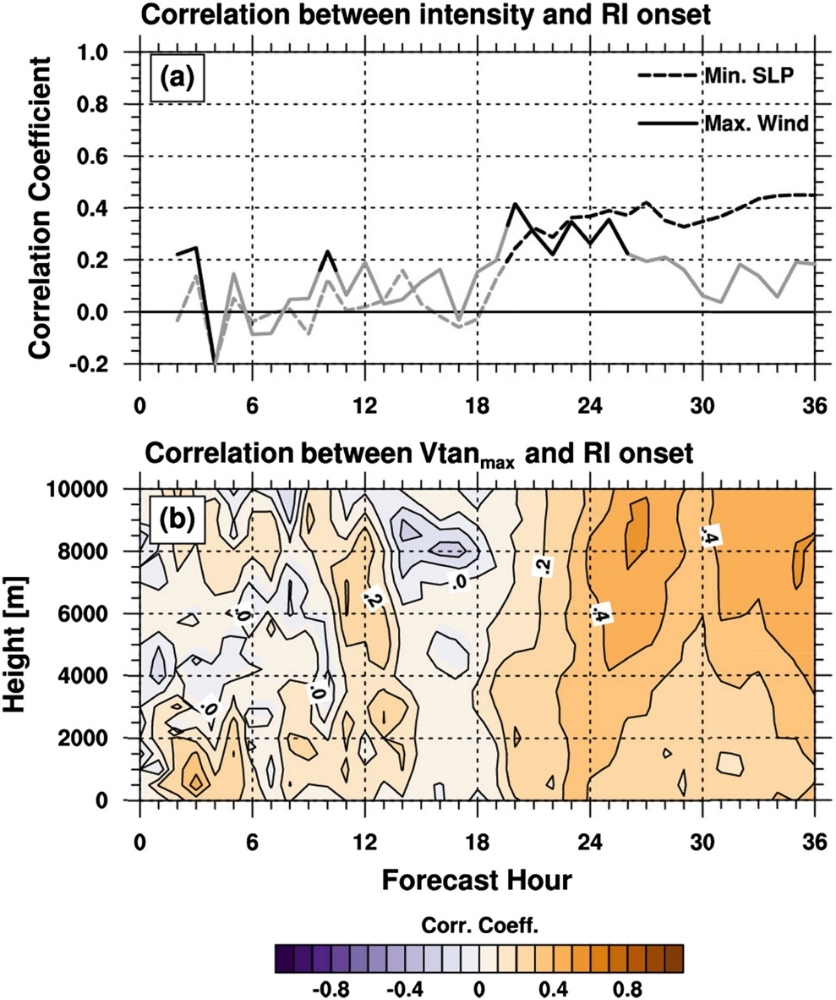 Correlation between intensity and RI onset
(a)
Min. SLP
Max. Wind
Correlation Coefficient
1.0
0.8
0.6
0.4
0.2
0.0
-0.2
0 6 12 18 24 30 36
Correlation between Vtanmax and RI onset
(b)
Height [m]
10000
8000
6000
4000
2000
0
.4
.2
.0
.2
.0
.4
.0
.0
0 6 12 18 24 30 36
Forecast Hour
Corr. Coeff.
-0.8 -0.4 0 0.4 0.8